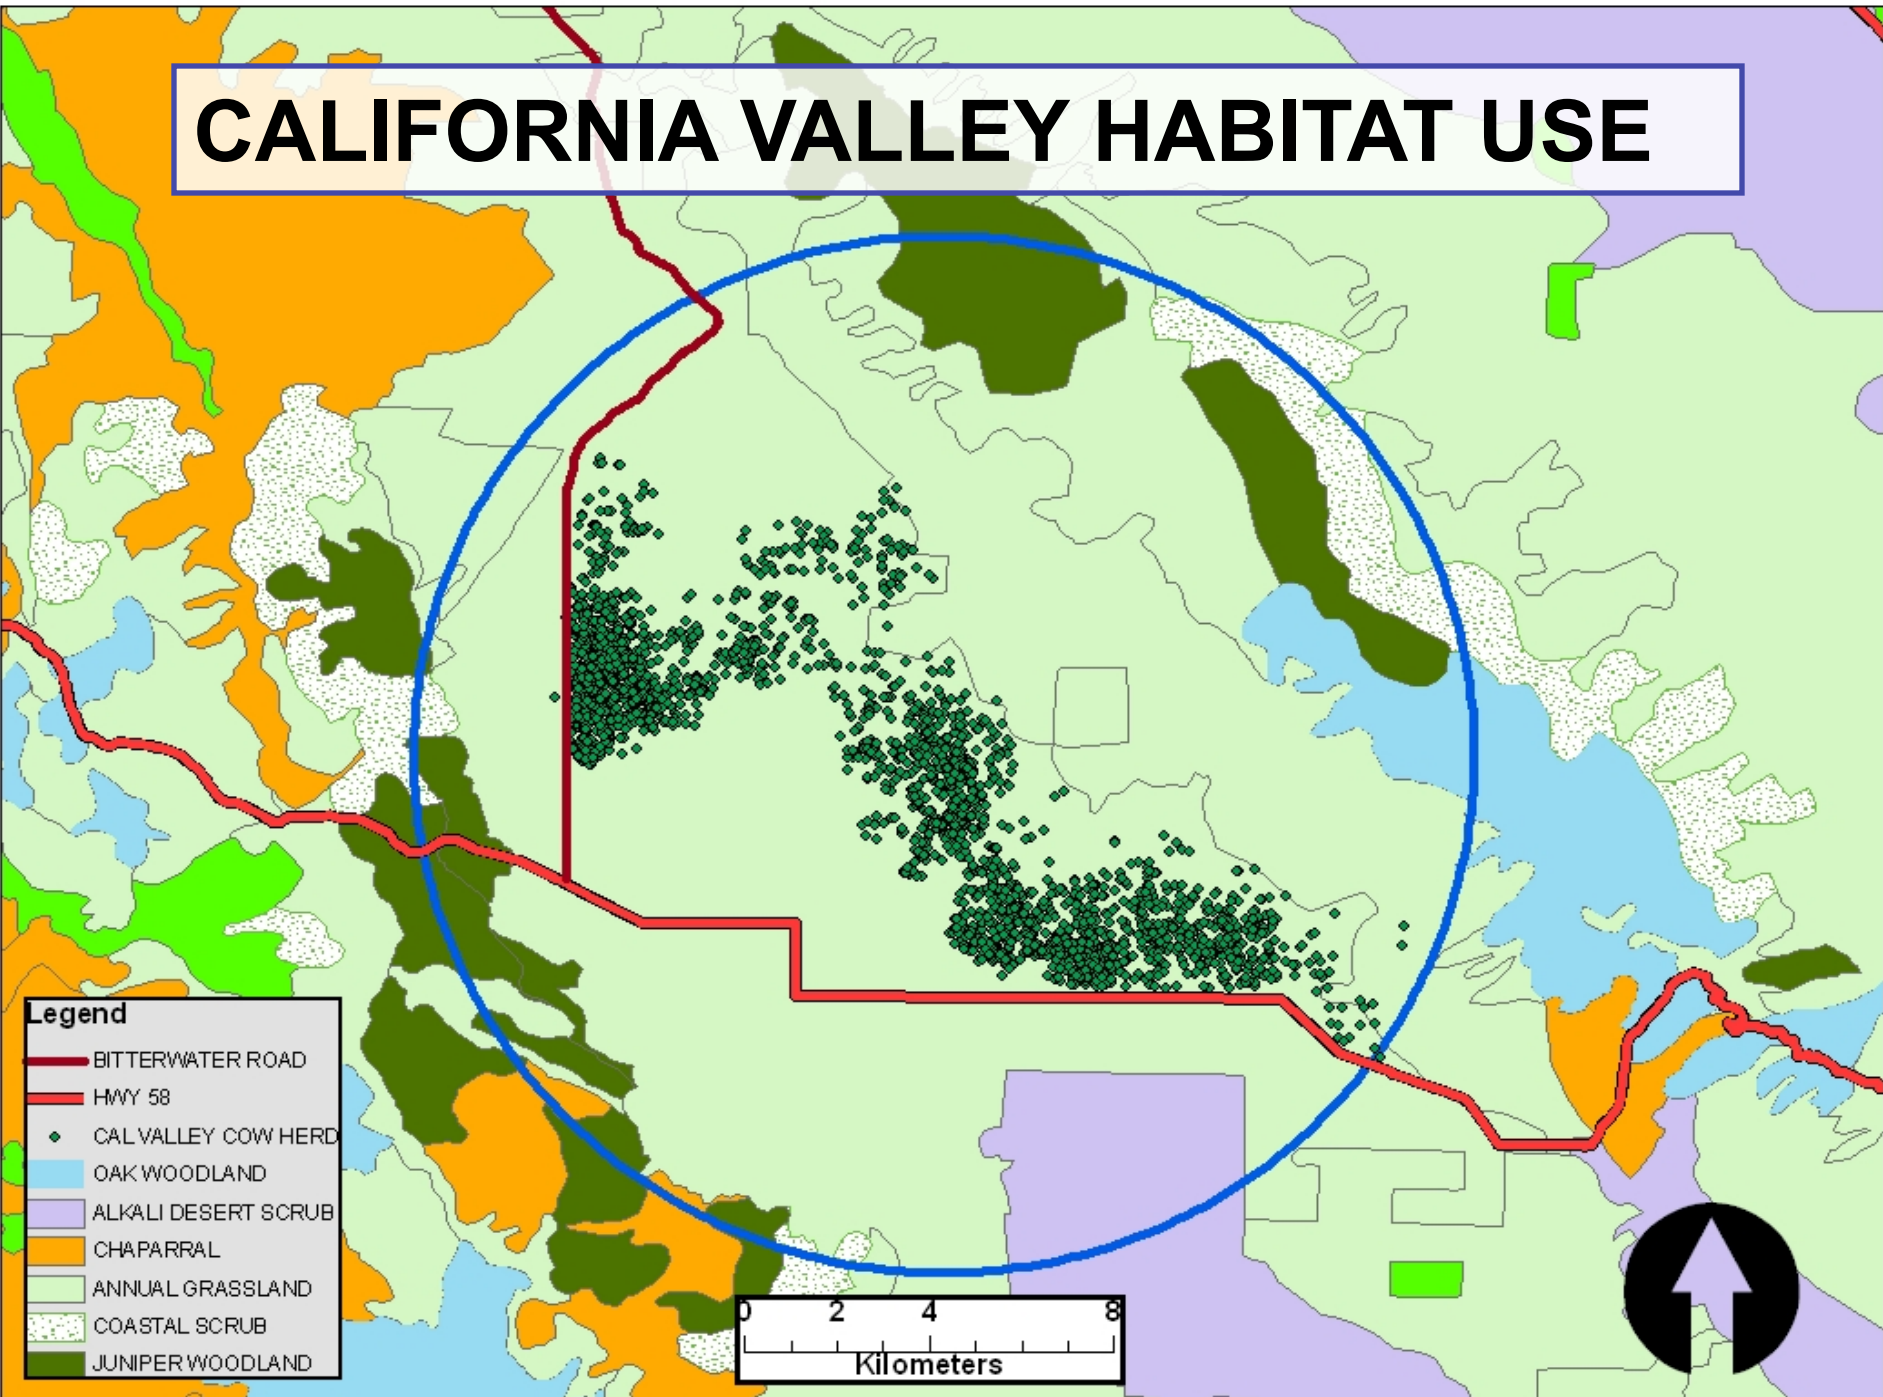 CALIFORNIA VALLEY HABITAT USE
Legend
BITTERWATER ROAD
HWY 58
CAL VALLEY COW HERD
OAK WOODLAND
ALKALI DESERT SCRUB
CHAPARRAL
ANNUAL GRASSLAND
COASTAL SCRUB
JUNIPER WOODLAND
0 2 4 8
Kilometers